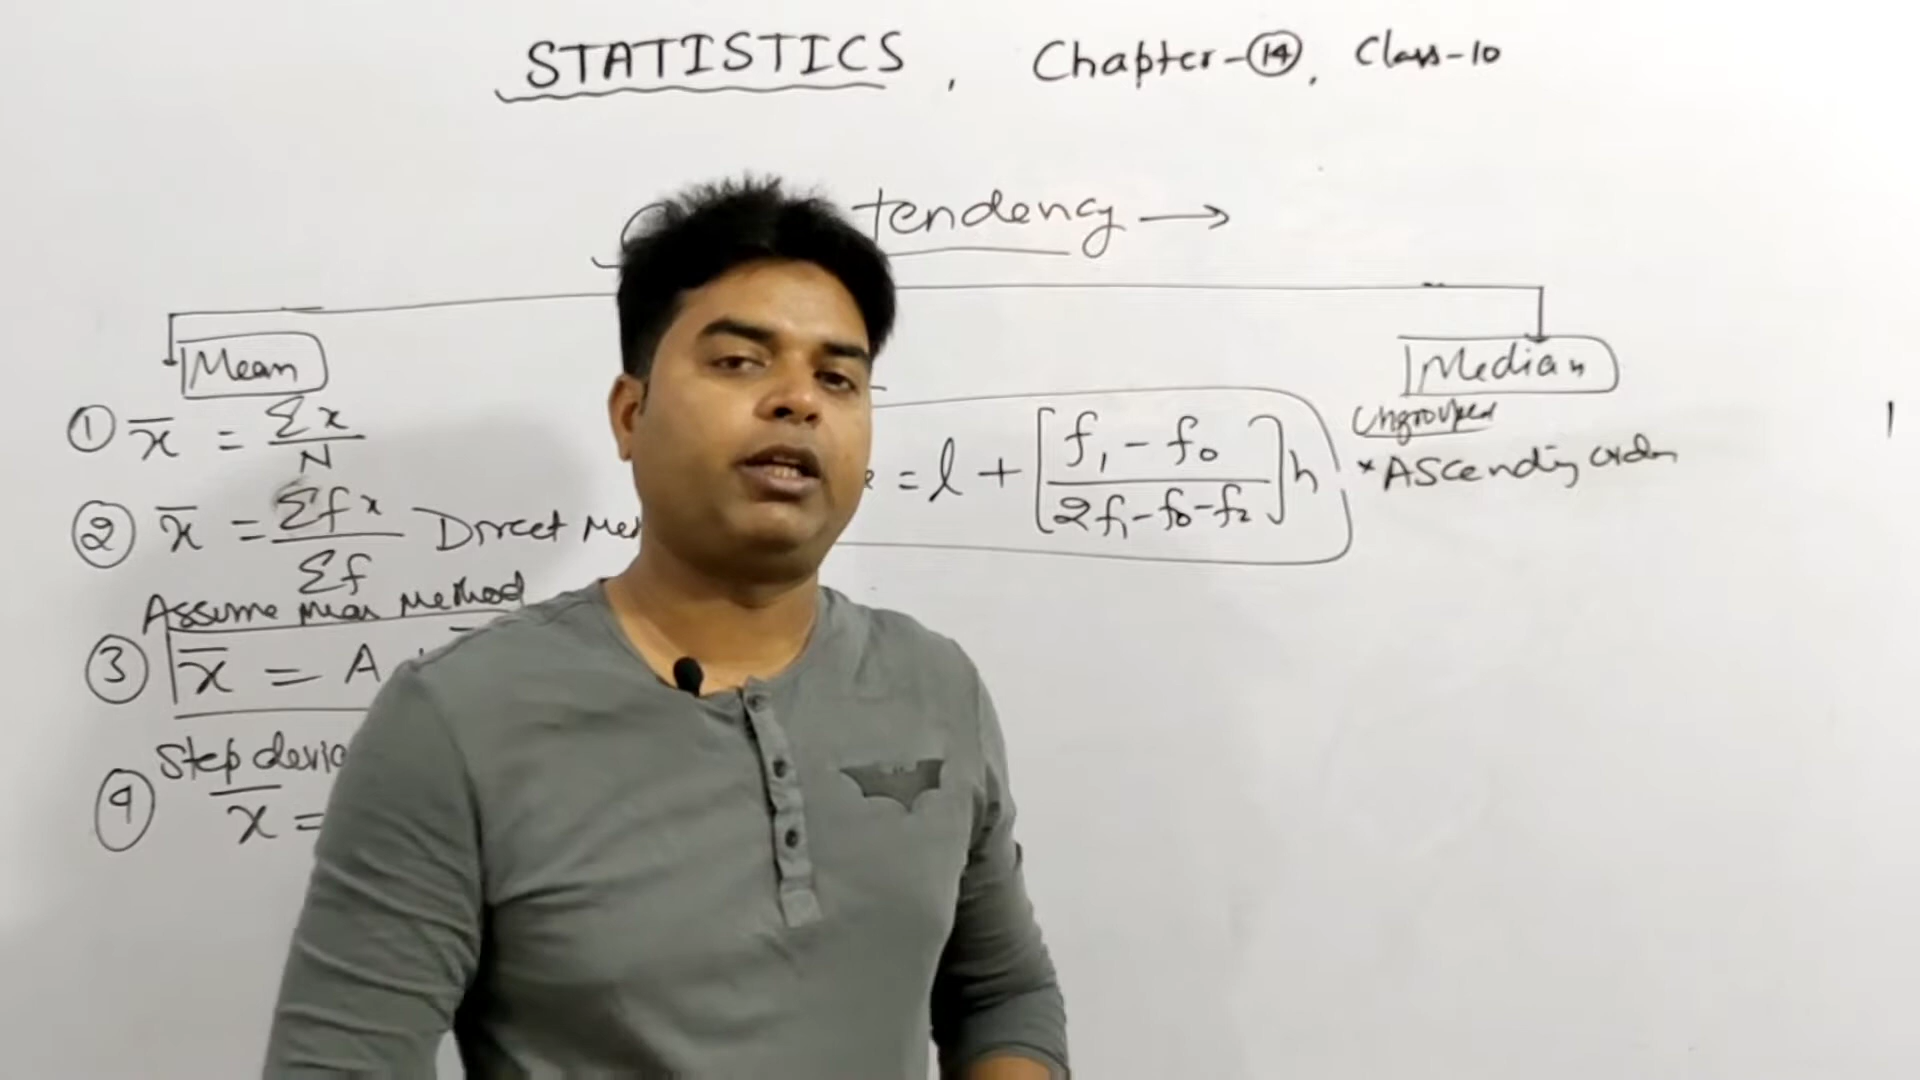 STATISTICS, Chapter-14, Class-10
tendency →
Mean
① x̄ = Σx / N
② x̄ = Σfx / Σf Direct Me
Assume mean Method
③ x̄ = A
Step devia
④ x̄ =
= l + [f₁ - f₀ / 2f₁ - f₀ - f₂] h
Median
Ungrouped
* Ascending order